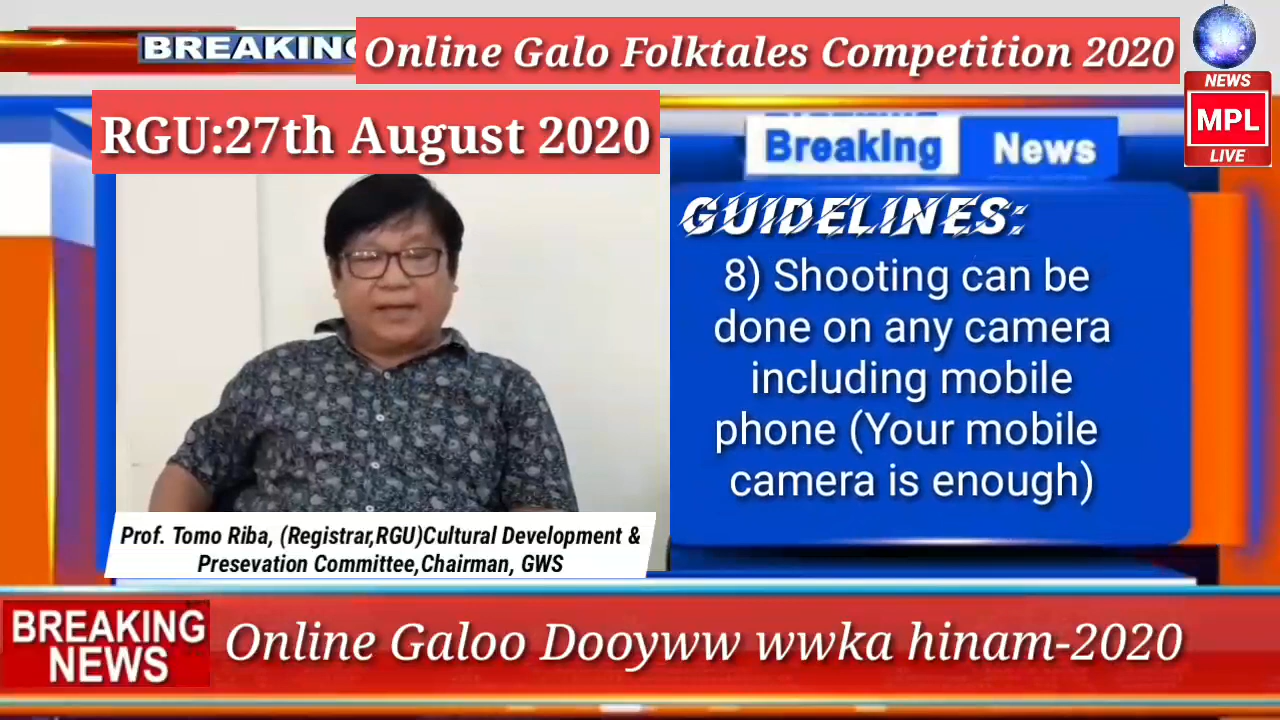 BREAKING
Online Galo Folktales Competition 2020
NEWS
MPL
LIVE
RGU:27th August 2020
Breaking News
GUIDELINES:
8) Shooting can be
done on any camera
including mobile
phone (Your mobile
camera is enough)
Prof. Tomo Riba, (Registrar,RGU)Cultural Development &
Presevation Committee,Chairman, GWS
BREAKING
NEWS
Online Galoo Dooyww wwka hinam-2020